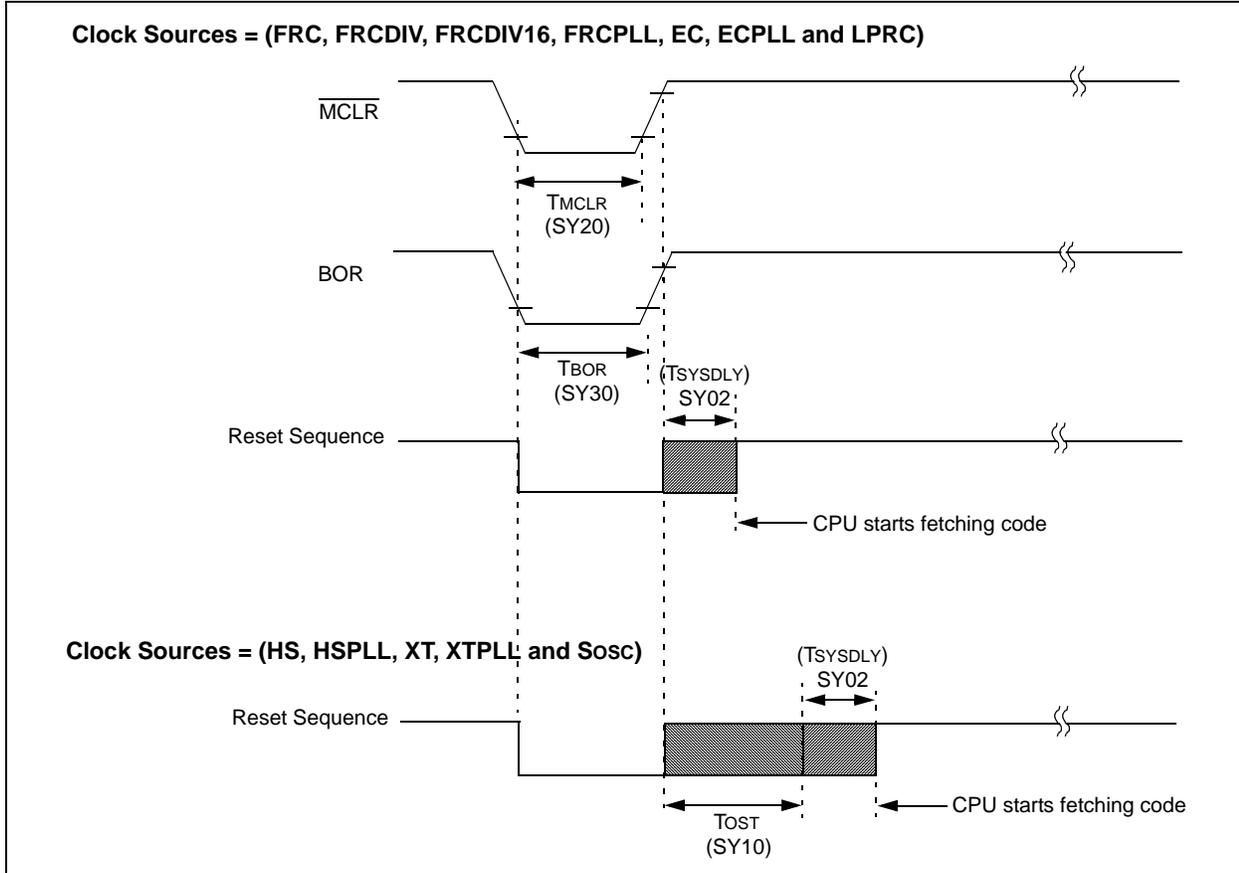 Clock Sources = (FRC, FRCDIV, FRCDIV16, FRCPLL, EC, ECPLL and LPRC)
MCLR
TMCLR
(SY20)
BOR
TBOR
(SY30)
(TSYSDLY)
SY02
Reset Sequence
CPU starts fetching code
Clock Sources = (HS, HSPLL, XT, XTPLL and SOSC)
(TSYSDLY)
SY02
Reset Sequence
CPU starts fetching code
TOST
(SY10)